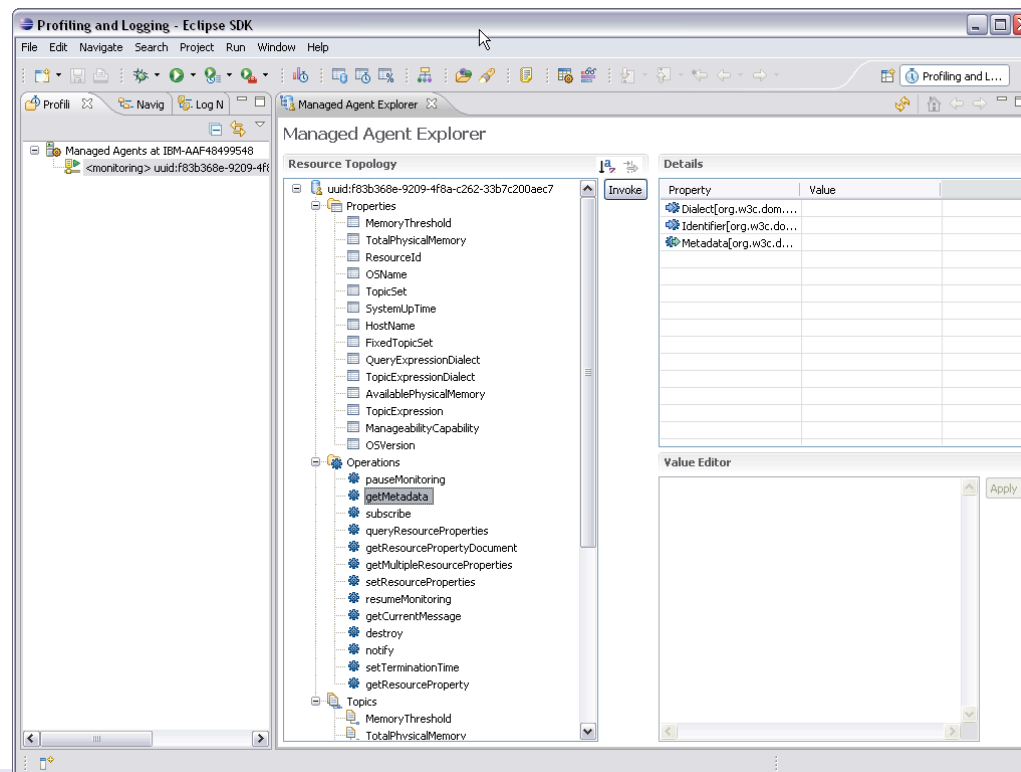 Profiling and Logging - Eclipse SDK
File Edit Navigate Search Project Run Window Help
Profiling and L...
Profili
Navig
Log N
Managed Agent Explorer
Managed Agents at IBM-AAF48499548
<monitoring> uuid:f83b368e-9209-4f8
Managed Agent Explorer
Resource Topology
Invoke
uuid:f83b368e-9209-4f8a-c262-33b7c200aec7
Properties
MemoryThreshold
TotalPhysicalMemory
ResourceId
OSName
TopicSet
SystemUpTime
HostName
FixedTopicSet
QueryExpressionDialect
TopicExpressionDialect
AvailablePhysicalMemory
TopicExpression
ManageabilityCapability
OSVersion
Operations
pauseMonitoring
getMetadata
subscribe
queryResourceProperties
getResourcePropertyDocument
getMultipleResourceProperties
setResourceProperties
resumeMonitoring
getCurrentMessage
destroy
notify
setTerminationTime
getResourceProperty
Topics
MemoryThreshold
TotalPhysicalMemory
Details
Property Value
Dialect[org.w3c.dom....
Identifier[org.w3c.do...
Metadata[org.w3c.d...
Value Editor
Apply